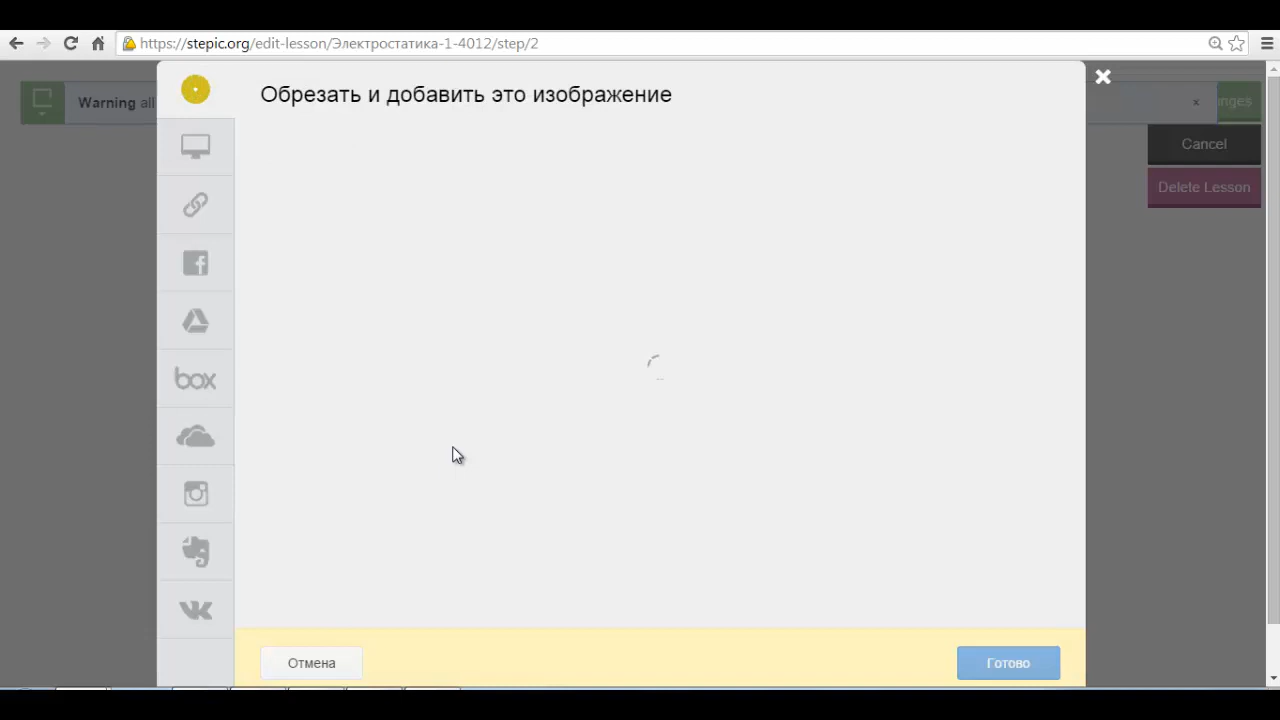 https://stepic.org/edit-lesson/Электростатика-1-4012/step/2
Обрезать и добавить это изображение
Warning all
x
Cancel
Delete Lesson
box
Отмена
Готово